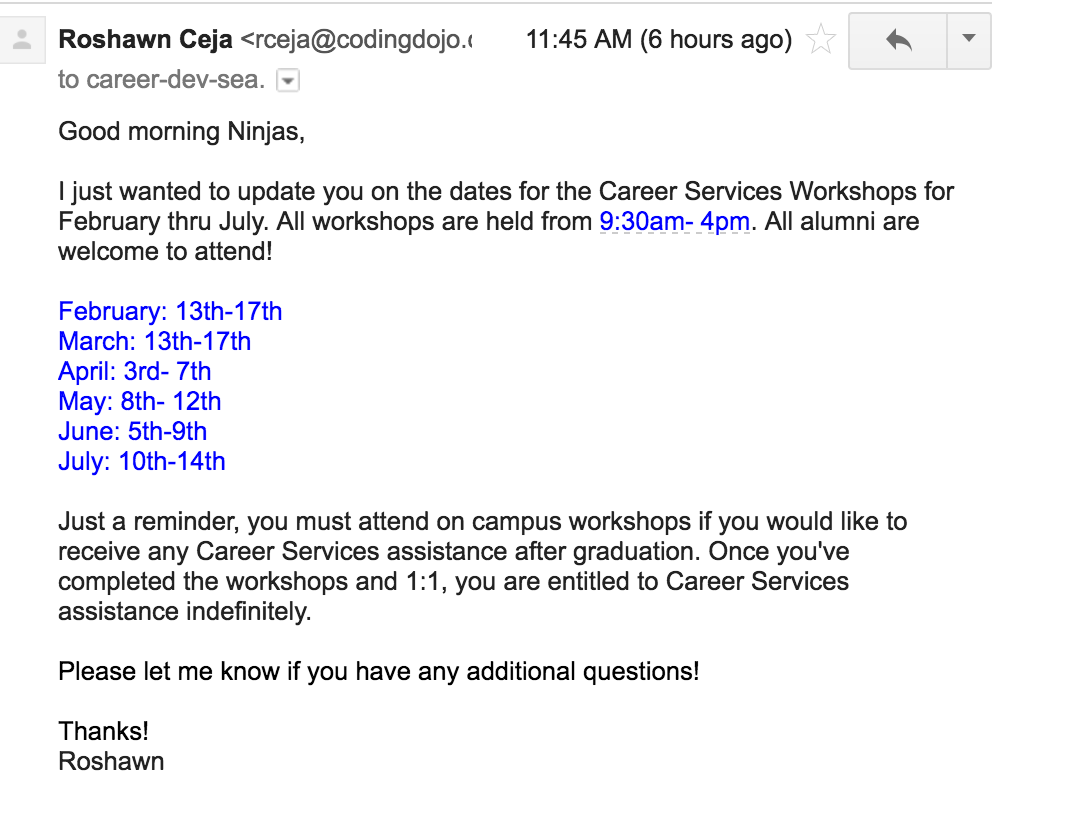 Roshawn Ceja <rceja@codingdojo. 11:45 AM (6 hours ago)
to career-dev-sea.
Good morning Ninjas,
I just wanted to update you on the dates for the Career Services Workshops for
February thru July. All workshops are held from 9:30am- 4pm. All alumni are
welcome to attend!
February: 13th-17th
March: 13th-17th
April: 3rd- 7th
May: 8th- 12th
June: 5th-9th
July: 10th-14th
Just a reminder, you must attend on campus workshops if you would like to
receive any Career Services assistance after graduation. Once you've
completed the workshops and 1:1, you are entitled to Career Services
assistance indefinitely.
Please let me know if you have any additional questions!
Thanks!
Roshawn